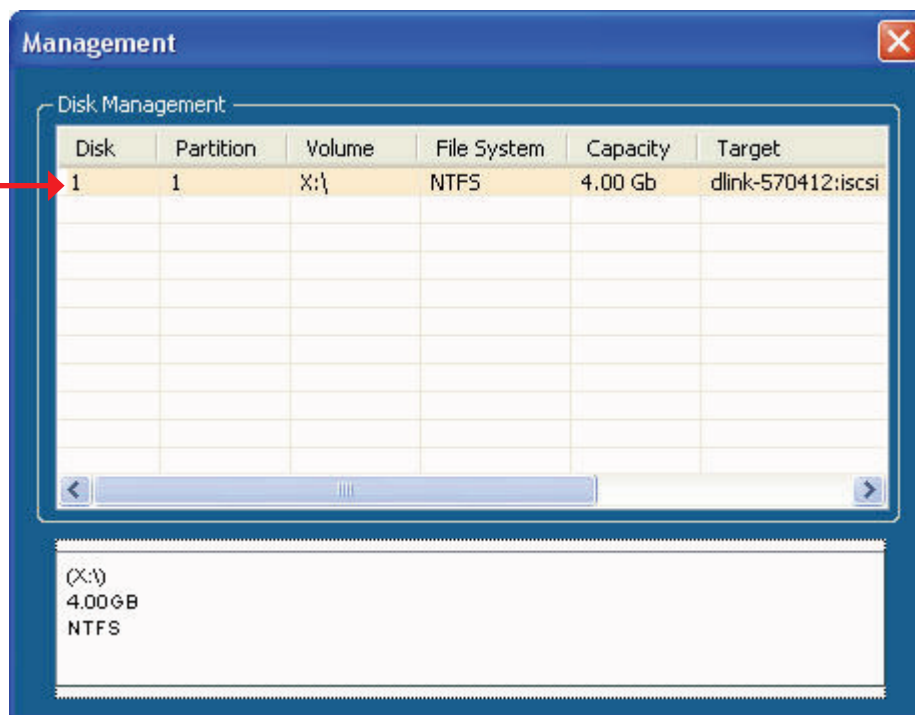 Management
Disk Management
Disk Partition Volume File System Capacity Target
1 1 X:\ NTFS 4.00 Gb dlink-570412:iscsi
(X:\)
4.00GB
NTFS